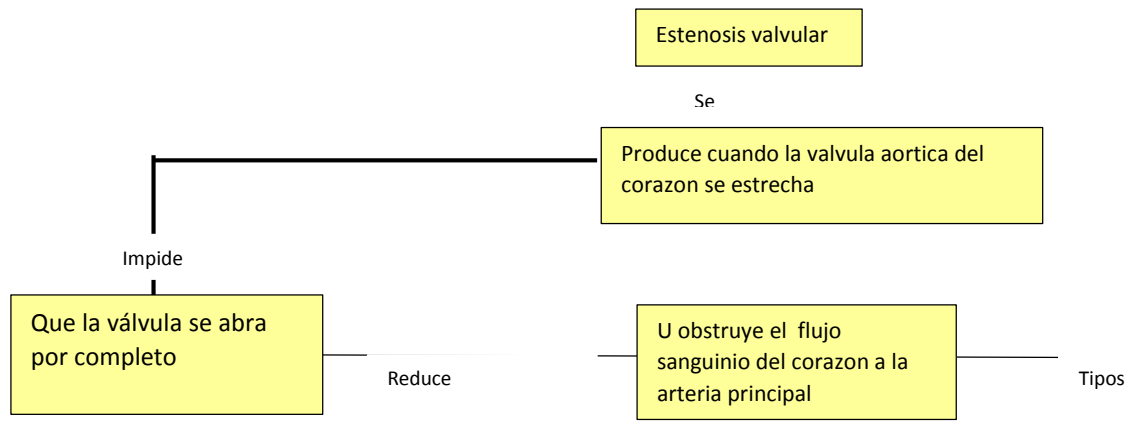 Estenosis valvular
Se
Produce cuando la valvula aortica del
corazon se estrecha
Impide
Que la válvula se abra
por completo
Reduce
U obstruye el  flujo
sanguinio del corazon a la
arteria principal
Tipos